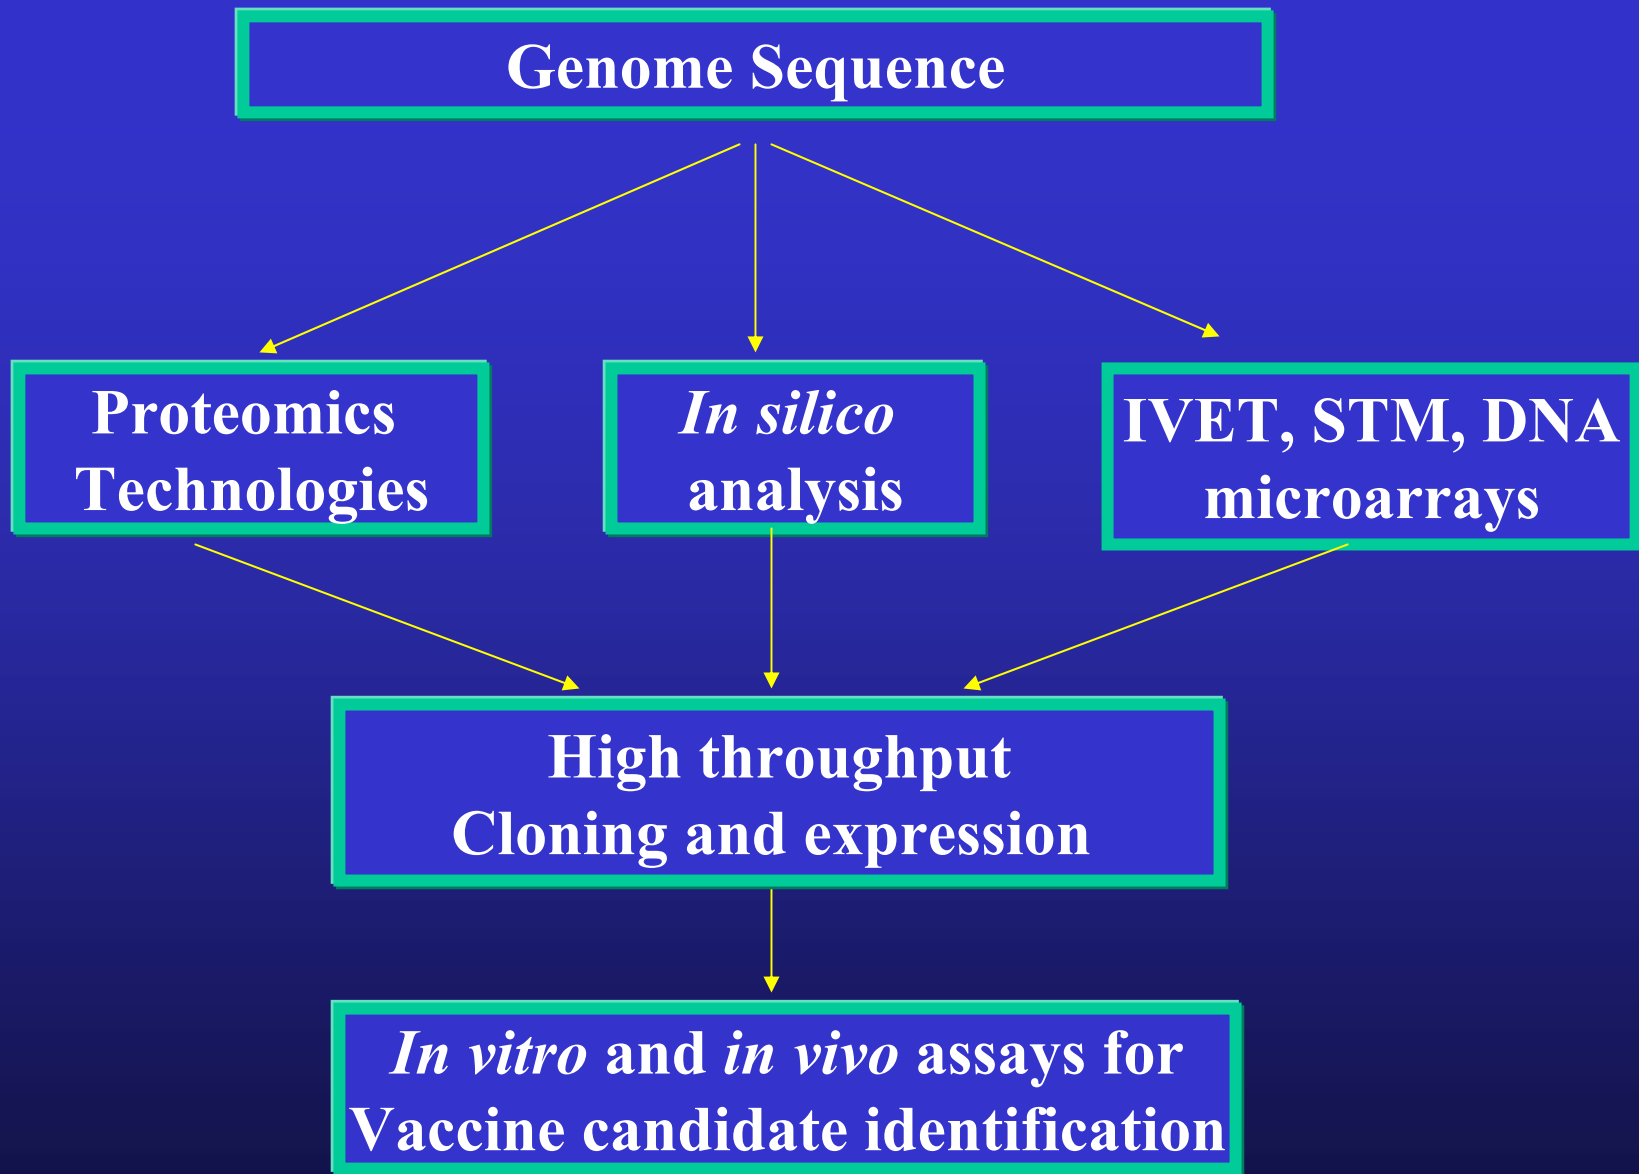 Genome Sequence
Proteomics
Technologies
In silico
analysis
IVET, STM, DNA
microarrays
High throughput
Cloning and expression
In vitro and in vivo assays for
Vaccine candidate identification